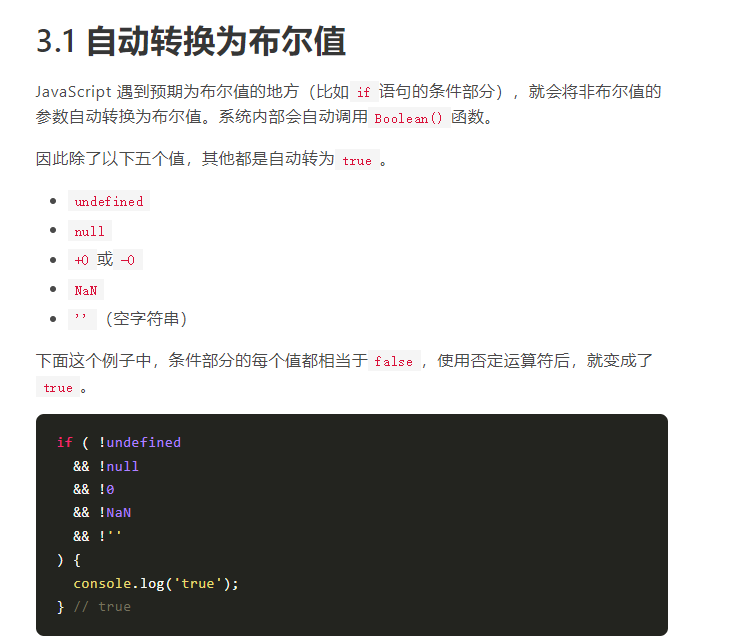 3.1 自动转换为布尔值
JavaScript 遇到预期为布尔值的地方（比如 if 语句的条件部分），就会将非布尔值的
参数自动转换为布尔值。系统内部会自动调用 Boolean() 函数。
因此除了以下五个值，其他都是自动转为 true 。
• undefined
• null
• +0 或 -0
• NaN
• ''（空字符串）
下面这个例子中，条件部分的每个值都相当于 false ，使用否定运算符后，就变成了
true 。
if ( !undefined
  && !null
  && !0
  && !NaN
  && !''
) {
  console.log('true');
} // true